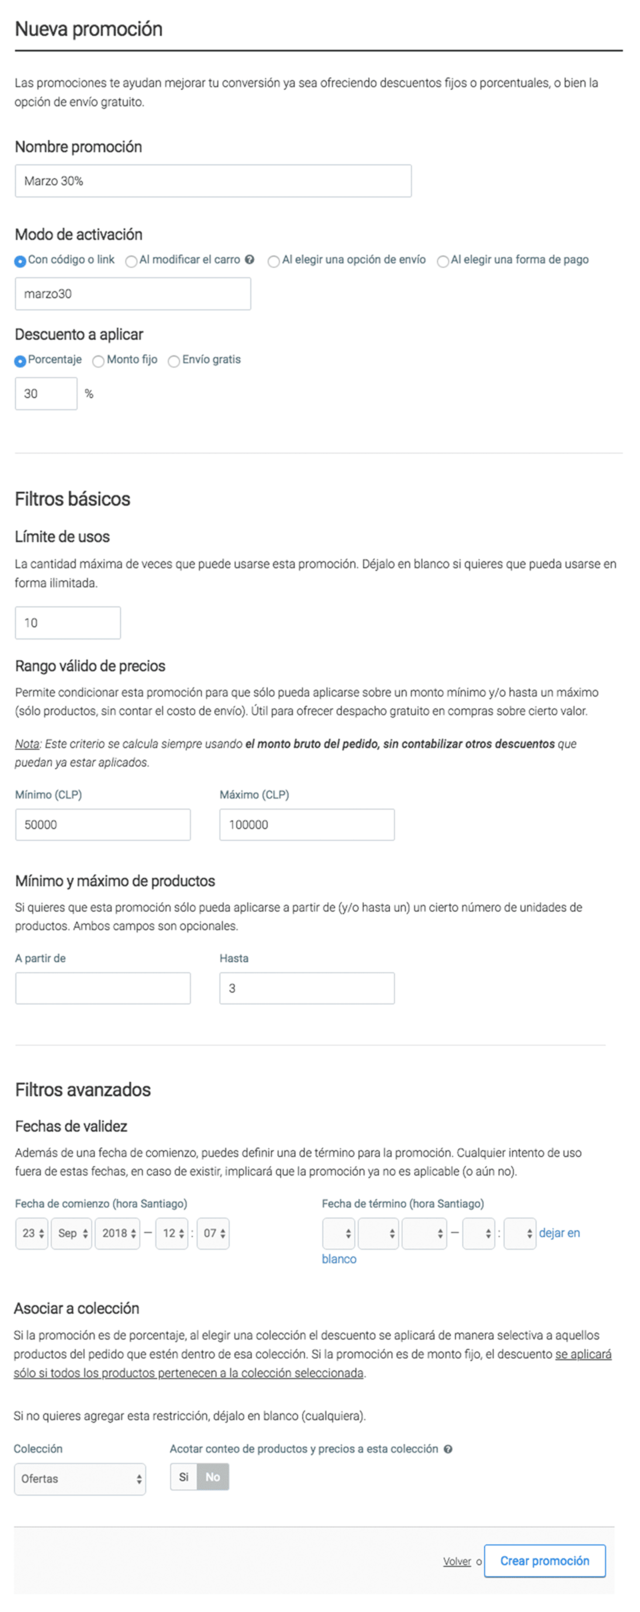 Nueva promoción
Las promociones te ayudan mejorar tu conversión ya sea ofreciendo descuentos fijos o porcentuales, o bien la
opción de envío gratuito.
Nombre promoción
Marzo 30%
Modo de activación
Con código o link Al modificar el carro ? Al elegir una opción de envío Al elegir una forma de pago
marzo30
Descuento a aplicar
Porcentaje Monto fijo Envío gratis
30 %
Filtros básicos
Límite de usos
La cantidad máxima de veces que puede usarse esta promoción. Déjalo en blanco si quieres que pueda usarse en
forma ilimitada.
10
Rango válido de precios
Permite condicionar esta promoción para que sólo pueda aplicarse sobre un monto mínimo y/o hasta un máximo
(sólo productos, sin contar el costo de envío). Útil para ofrecer despacho gratuito en compras sobre cierto valor.
Nota: Este criterio se calcula siempre usando el monto bruto del pedido, sin contabilizar otros descuentos que
puedan ya estar aplicados.
Mínimo (CLP) Máximo (CLP)
50000 100000
Mínimo y máximo de productos
Si quieres que esta promoción sólo pueda aplicarse a partir de (y/o hasta un) un cierto número de unidades de
productos. Ambos campos son opcionales.
A partir de Hasta
3
Filtros avanzados
Fechas de validez
Además de una fecha de comienzo, puedes definir una de término para la promoción. Cualquier intento de uso
fuera de estas fechas, en caso de existir, implicará que la promoción ya no es aplicable (o aún no).
Fecha de comienzo (hora Santiago) Fecha de término (hora Santiago)
23 Sep 2018 — 12 : 07 — : dejar en
blanco
Asociar a colección
Si la promoción es de porcentaje, al elegir una colección el descuento se aplicará de manera selectiva a aquellos
productos del pedido que estén dentro de esa colección. Si la promoción es de monto fijo, el descuento se aplicará
sólo si todos los productos pertenecen a la colección seleccionada.
Si no quieres agregar esta restricción, déjalo en blanco (cualquiera).
Colección Acotar conteo de productos y precios a esta colección ?
Ofertas Si No
Volver o Crear promoción